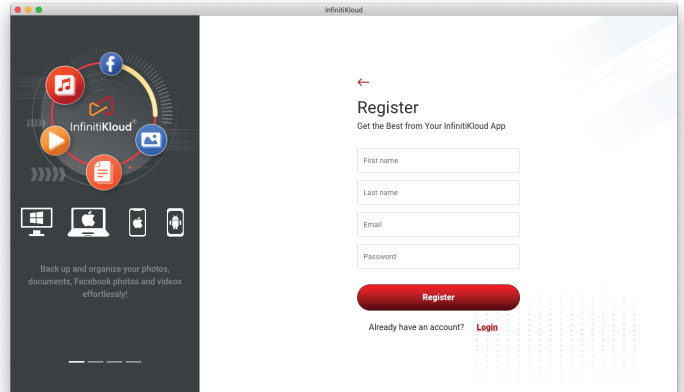 InfinitiKloud
InfinitiKloud®
Back up and organize your photos,
documents, Facebook photos and videos
effortlessly!
Register
Get the Best from Your InfinitiKloud App
First name
Last name
Email
Password
Register
Already have an account? Login